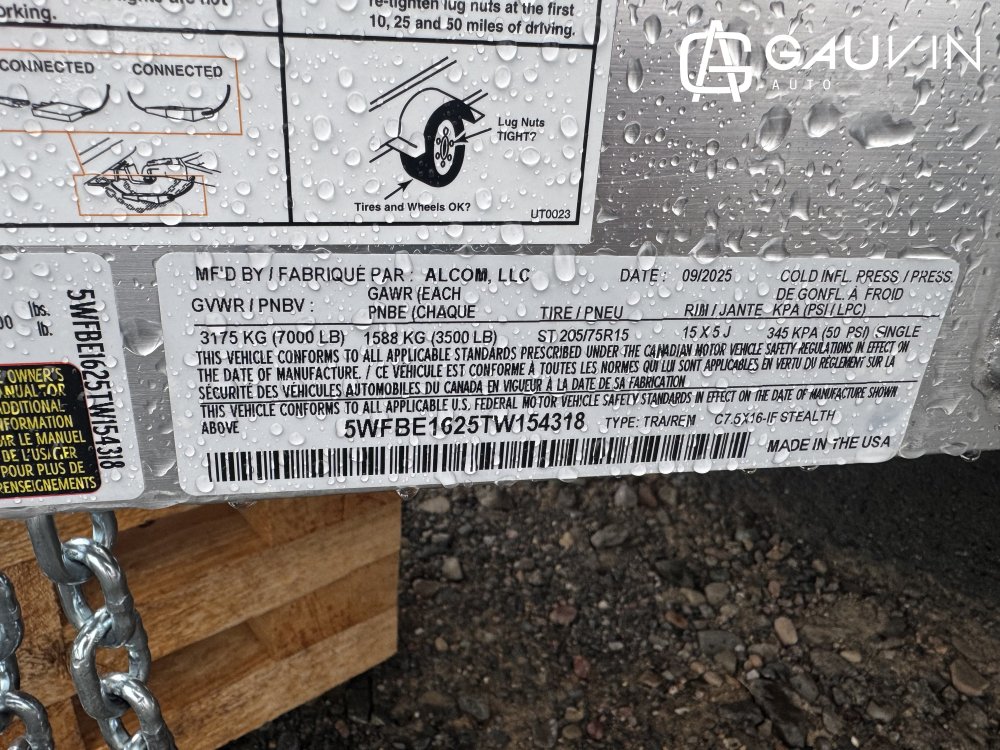 orking.
re-tighten lug nuts at the first
10, 25 and 50 miles of driving.
GAUVIN
AUTO
CONNECTED
CONNECTED
Lug Nuts
TIGHT?
Tires and Wheels OK?
UT0023
lbs.
lb.
5WFBE1625TW154318
OWNER'S
MANUAL FOR
ADDITIONAL
INFORMATION
LE MANUEL
DE L'USAGER
POUR PLUS DE
RENSEIGNEMENTS
MF'D BY / FABRIQUÉ PAR : ALCOM, LLC DATE : 09/2025 COLD INFL. PRESS / PRESS.
GAWR (EACH DE GONFL. À FROID
GVWR / PNBV : PNBE (CHAQUE TIRE / PNEU RIM / JANTE KPA (PSI / LPC)
3175 KG (7000 LB) 1588 KG (3500 LB) ST 205/75R15 15 X 5 J 345 KPA (50 PSI) SINGLE
THIS VEHICLE CONFORMS TO ALL APPLICABLE STANDARDS PRESCRIBED UNDER THE CANADIAN MOTOR VEHICLE SAFETY REGULATIONS IN EFFECT ON
THE DATE OF MANUFACTURE. / CE VÉHICULE EST CONFORME À TOUTES LES NORMES QUI LUI SONT APPLICABLES EN VERTU DU RÈGLEMENT SUR LA
SÉCURITÉ DES VÉHICULES AUTOMOBILES DU CANADA EN VIGUEUR À LA DATE DE SA FABRICATION
THIS VEHICLE CONFORMS TO ALL APPLICABLE FEDERAL MOTOR VEHICLE SAFETY STANDARDS IN EFFECT ON THE DATE OF MANUFACTURE SHOWN
ABOVE 5WFBE1625TW154318 TYPE: TRA/REM C7.5X16-IF STEALTH
MADE IN THE USA